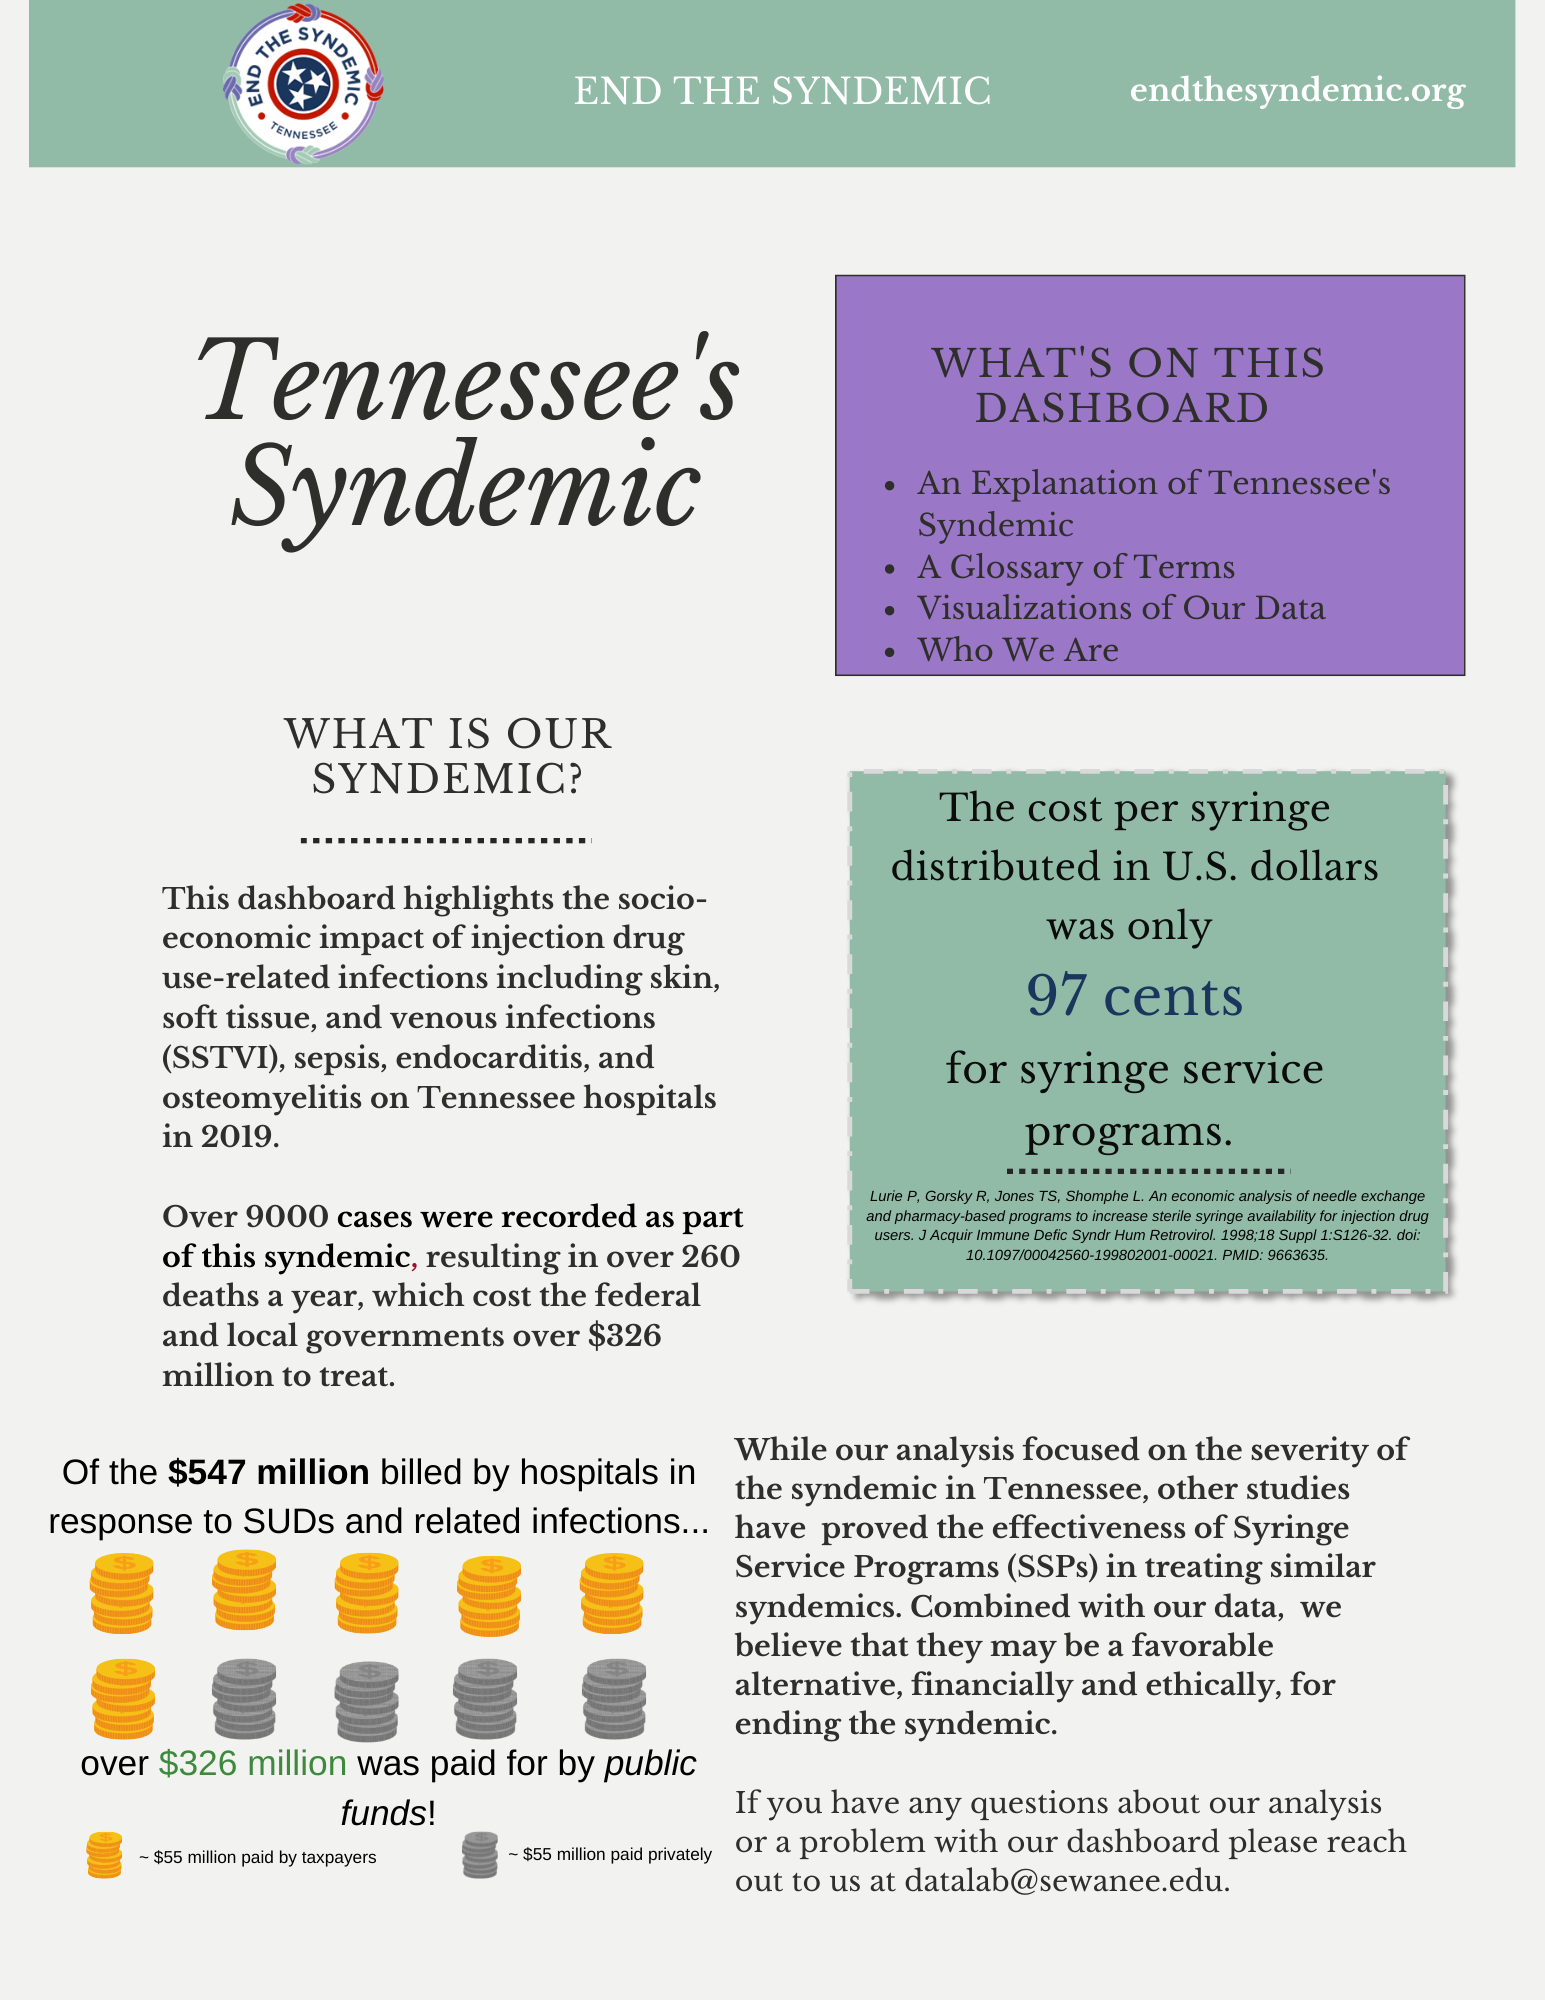 END THE SYNDEMIC
TENNESSEE
END THE SYNDEMIC
endthesyndemic.org
Tennessee's
Syndemic
WHAT'S ON THIS
DASHBOARD
• An Explanation of Tennessee's
Syndemic
• A Glossary of Terms
• Visualizations of Our Data
• Who We Are
WHAT IS OUR
SYNDEMIC?
This dashboard highlights the socio-
economic impact of injection drug
use-related infections including skin,
soft tissue, and venous infections
(SSTVI), sepsis, endocarditis, and
osteomyelitis on Tennessee hospitals
in 2019.
Over 9000 cases were recorded as part
of this syndemic, resulting in over 260
deaths a year, which cost the federal
and local governments over $326
million to treat.
The cost per syringe
distributed in U.S. dollars
was only
97 cents
for syringe service
programs.
Lurie P, Gorsky R, Jones TS, Shomphe L. An economic analysis of needle exchange
and pharmacy-based programs to increase sterile syringe availability for injection drug
users. J Acquir Immune Defic Syndr Hum Retrovirol. 1998;18 Suppl 1:S126-32. doi:
10.1097/00042560-199802001-00021. PMID: 9663635.
Of the $547 million billed by hospitals in
response to SUDs and related infections...
over $326 million was paid for by public
funds!
~ $55 million paid by taxpayers
~ $55 million paid privately
While our analysis focused on the severity of
the syndemic in Tennessee, other studies
have  proved the effectiveness of Syringe
Service Programs (SSPs) in treating similar
syndemics. Combined with our data,  we
believe that they may be a favorable
alternative, financially and ethically, for
ending the syndemic.
If you have any questions about our analysis
or a problem with our dashboard please reach
out to us at datalab@sewanee.edu.